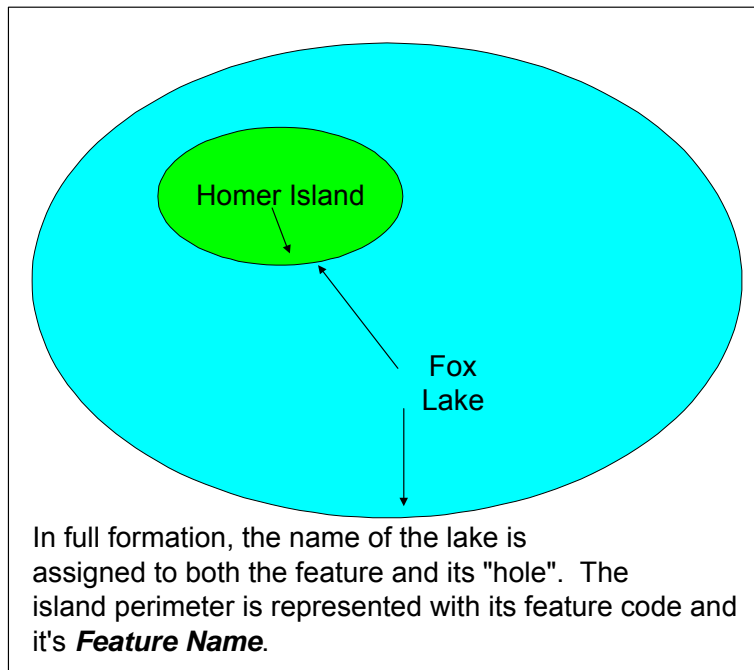 Homer Island
Fox
Lake
In full formation, the name of the lake is
assigned to both the feature and its "hole".  The
island perimeter is represented with its feature code and
it's Feature Name.